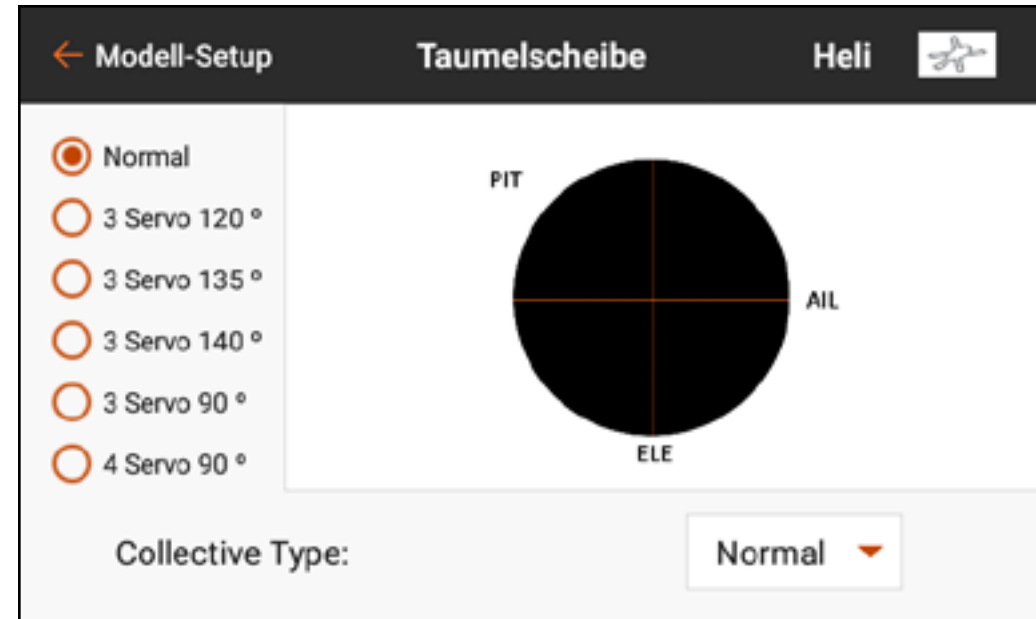 ← Modell-Setup Taumelscheibe Heli
Normal
3 Servo 120 º
3 Servo 135 º
3 Servo 140 º
3 Servo 90 º
4 Servo 90 º
PIT
AIL
ELE
Collective Type: Normal